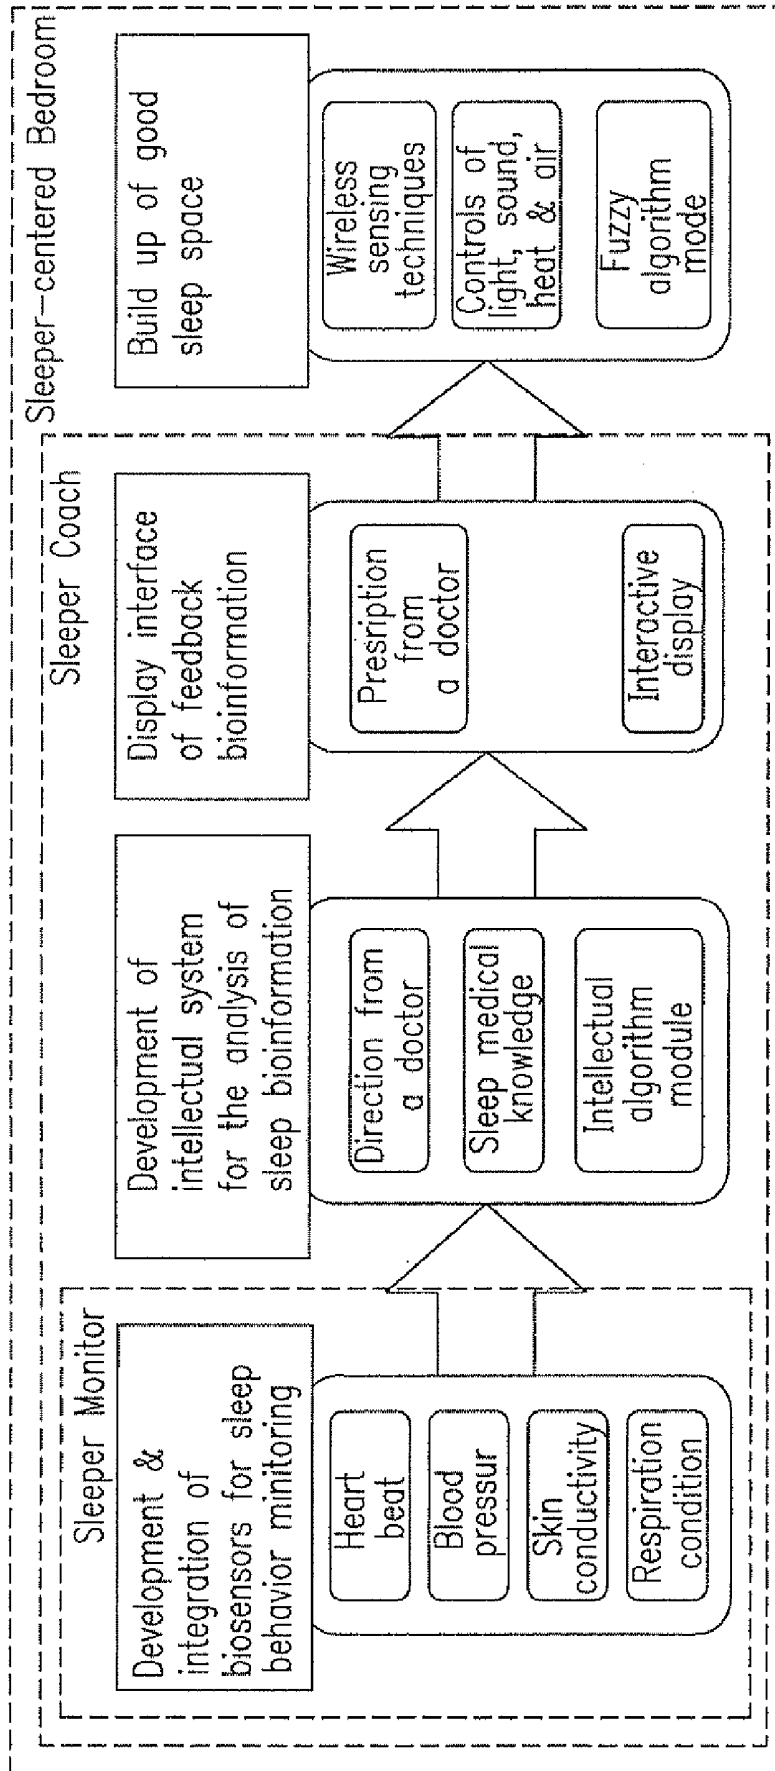 Sleeper-centered Bedroom
Sleeper Coach
Sleeper Monitor
Development &
integration of
biosensors for sleep
behavior minitoring
Heart
beat
Blood
pressur
Skin
conductivity
Respiration
condition
Development of
intellectual system
for the analysis of
sleep bioinformation
Direction from
a doctor
Sleep medical
knowledge
Intellectual
algorithm
module
Display interface
of feedback
bioinformation
Presription
from
a doctor
Interactive
display
Build up of good
sleep space
Wireless
sensing
techniques
Controls of
light, sound,
heat & air
Fuzzy
algorithm
mode